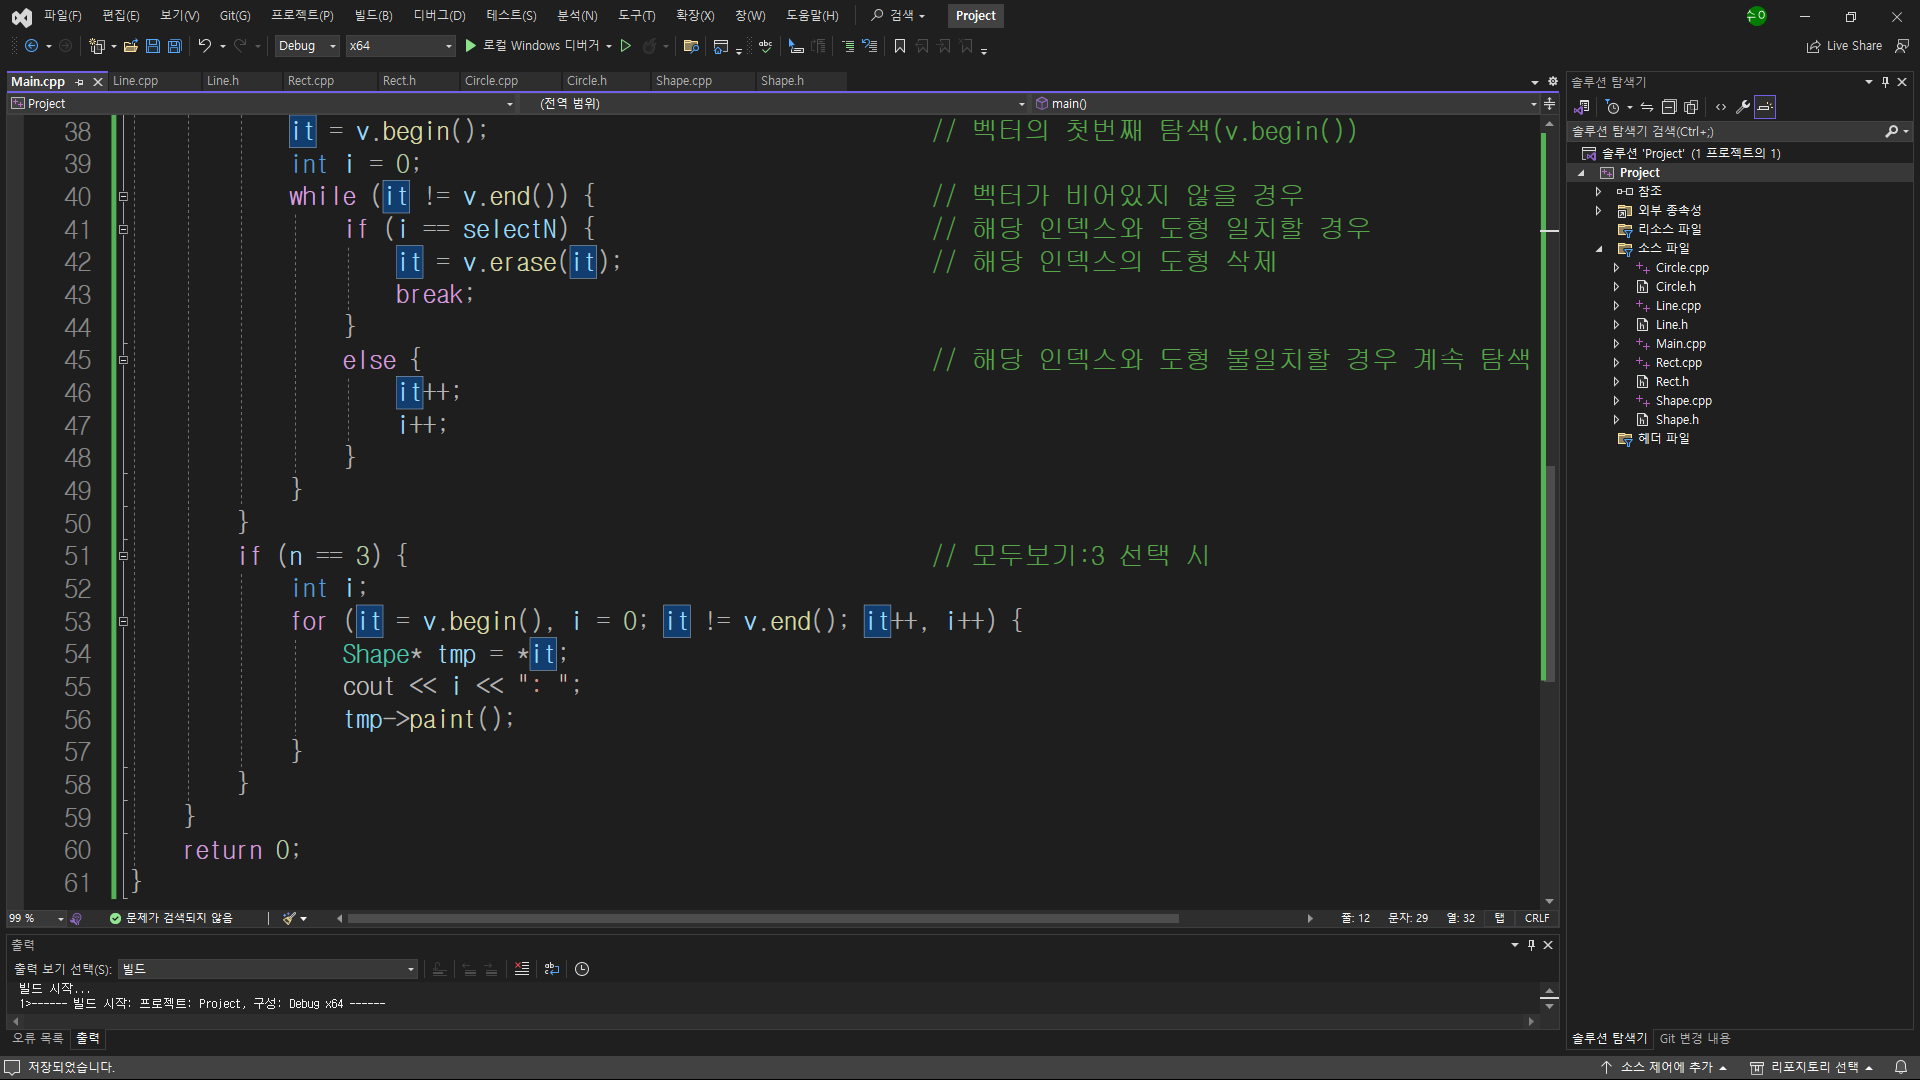 파일(F) 편집(E) 보기(V) Git(G) 프로젝트(P) 빌드(B) 디버그(D) 테스트(S) 분석(N) 도구(T) 확장(X) 창(W) 도움말(H) 검색 Project 순0
Debug x64 로컬 Windows 디버거 Live Share
Main.cpp Line.cpp Line.h Rect.cpp Rect.h Circle.cpp Circle.h Shape.cpp Shape.h
Project (전역 범위) main()
38 it = v.begin(); // 벡터의 첫번째 탐색(v.begin())
39 int i = 0;
40 while (it != v.end()) { // 벡터가 비어있지 않을 경우
41 if (i == selectN) { // 해당 인덱스와 도형 일치할 경우
42 it = v.erase(it); // 해당 인덱스의 도형 삭제
43 break;
44 }
45 else { // 해당 인덱스와 도형 불일치할 경우 계속 탐색
46 it++;
47 i++;
48 }
49 }
50 }
51 if (n == 3) { // 모두보기:3 선택 시
52 int i;
53 for (it = v.begin(), i = 0; it != v.end(); it++, i++) {
54 Shape* tmp = *it;
55 cout << i << ": ";
56 tmp->paint();
57 }
58 }
59 }
60 return 0;
61 }
99 % 문제가 검색되지 않음 줄: 12 문자: 29 열: 32 탭 CRLF
출력
출력 보기 선택(S): 빌드
빌드 시작...
1>------ 빌드 시작: 프로젝트: Project, 구성: Debug x64 ------
오류 목록 출력
저장되었습니다.
솔루션 탐색기
솔루션 탐색기 검색(Ctrl+;)
솔루션 'Project' (1 프로젝트의 1)
Project
참조
외부 종속성
리소스 파일
소스 파일
Circle.cpp
Circle.h
Line.cpp
Line.h
Main.cpp
Rect.cpp
Rect.h
Shape.cpp
Shape.h
헤더 파일
솔루션 탐색기 Git 변경 내용
소스 제어에 추가 리포지토리 선택